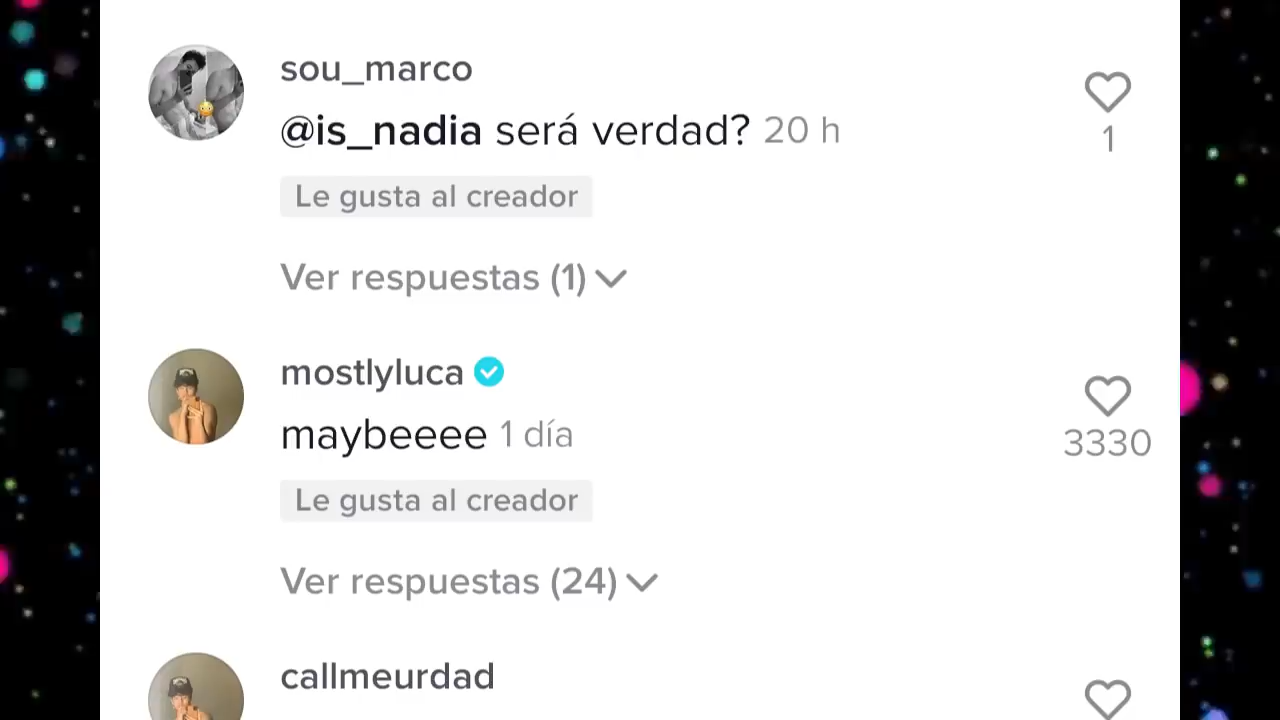 sou_marco
@is_nadia será verdad? 20 h
1
Le gusta al creador
Ver respuestas (1)
mostlyluca
maybeeee 1 día
3330
Le gusta al creador
Ver respuestas (24)
callmeurdad